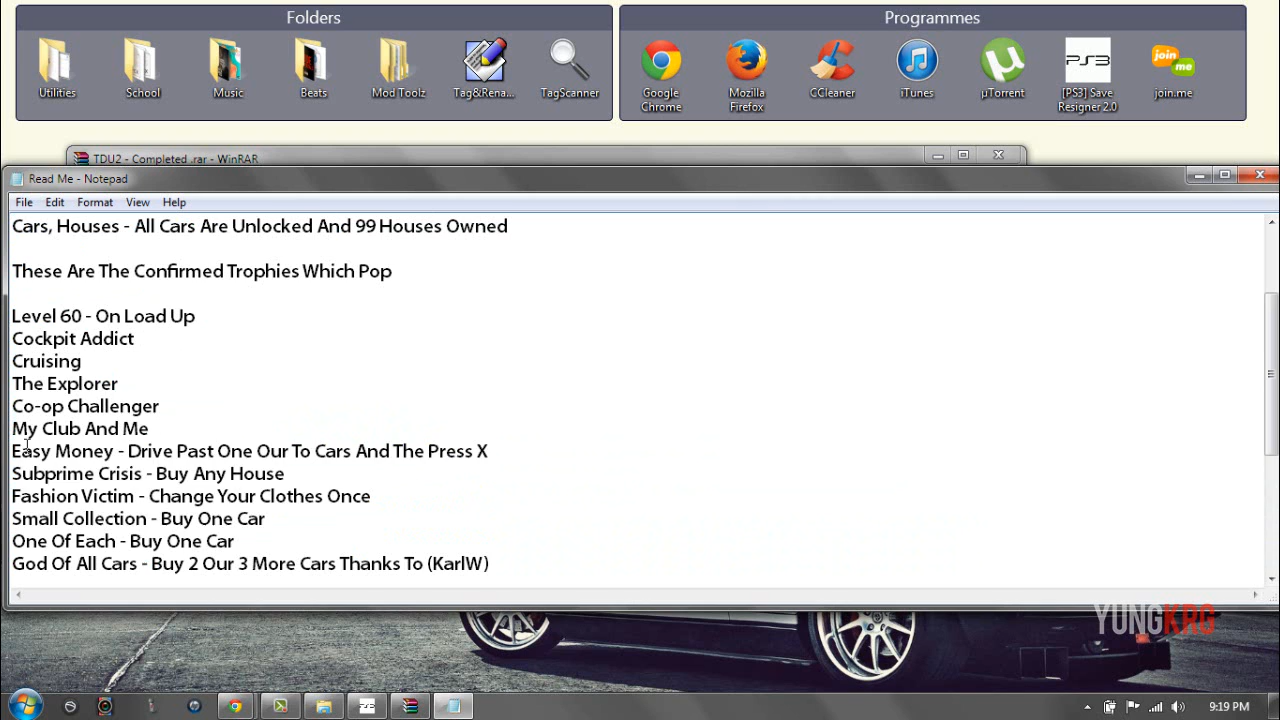 Folders
Programmes
Utilities
School
Music
Beats
Mod Toolz
Tag&Rena...
TagScanner
Google Chrome
Mozilla Firefox
CCleaner
iTunes
µTorrent
[PS3] Save Resigner 2.0
join.me
TDU2 - Completed .rar - WinRAR
Read Me - Notepad
File Edit Format View Help
Cars, Houses - All Cars Are Unlocked And 99 Houses Owned
These Are The Confirmed Trophies Which Pop
Level 60 - On Load Up
Cockpit Addict
Cruising
The Explorer
Co-op Challenger
My Club And Me
Easy Money - Drive Past One Our To Cars And The Press X
Subprime Crisis - Buy Any House
Fashion Victim - Change Your Clothes Once
Small Collection - Buy One Car
One Of Each - Buy One Car
God Of All Cars - Buy 2 Our 3 More Cars Thanks To (KarlW)
YUNGKRG
9:19 PM